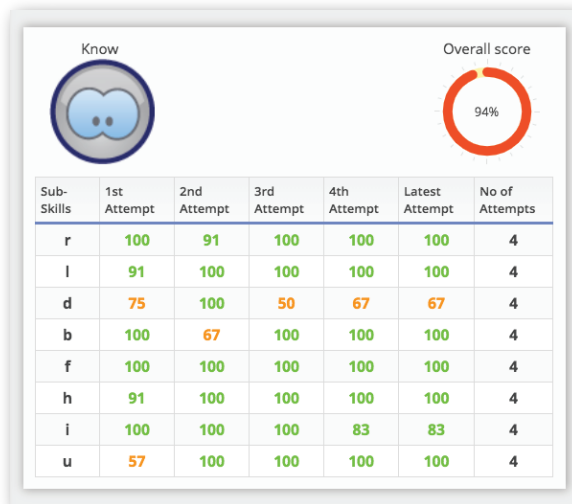 Know
Overall score
94%
Sub-Skills 1st Attempt 2nd Attempt 3rd Attempt 4th Attempt Latest Attempt No of Attempts
r 100 91 100 100 100 4
l 91 100 100 100 100 4
d 75 100 50 67 67 4
b 100 67 100 100 100 4
f 100 100 100 100 100 4
h 91 100 100 100 100 4
i 100 100 100 83 83 4
u 57 100 100 100 100 4